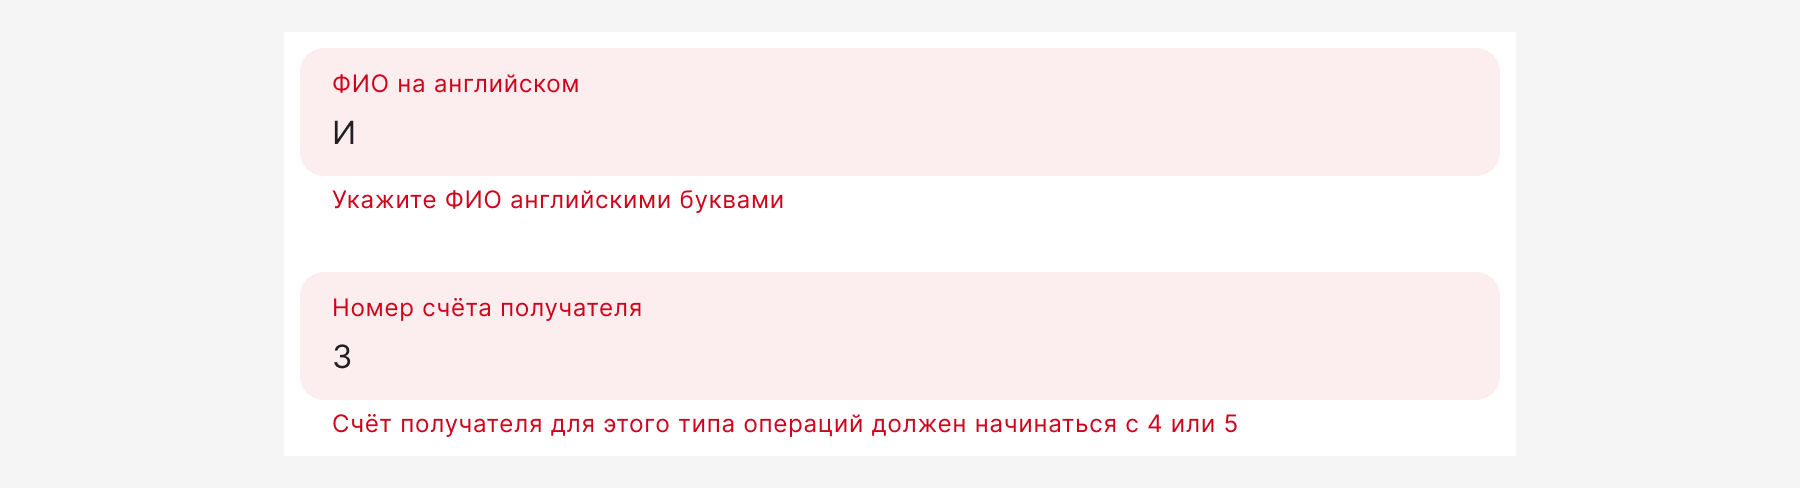 ФИО на английском
И
Укажите ФИО английскими буквами
Номер счёта получателя
3
Счёт получателя для этого типа операций должен начинаться с 4 или 5